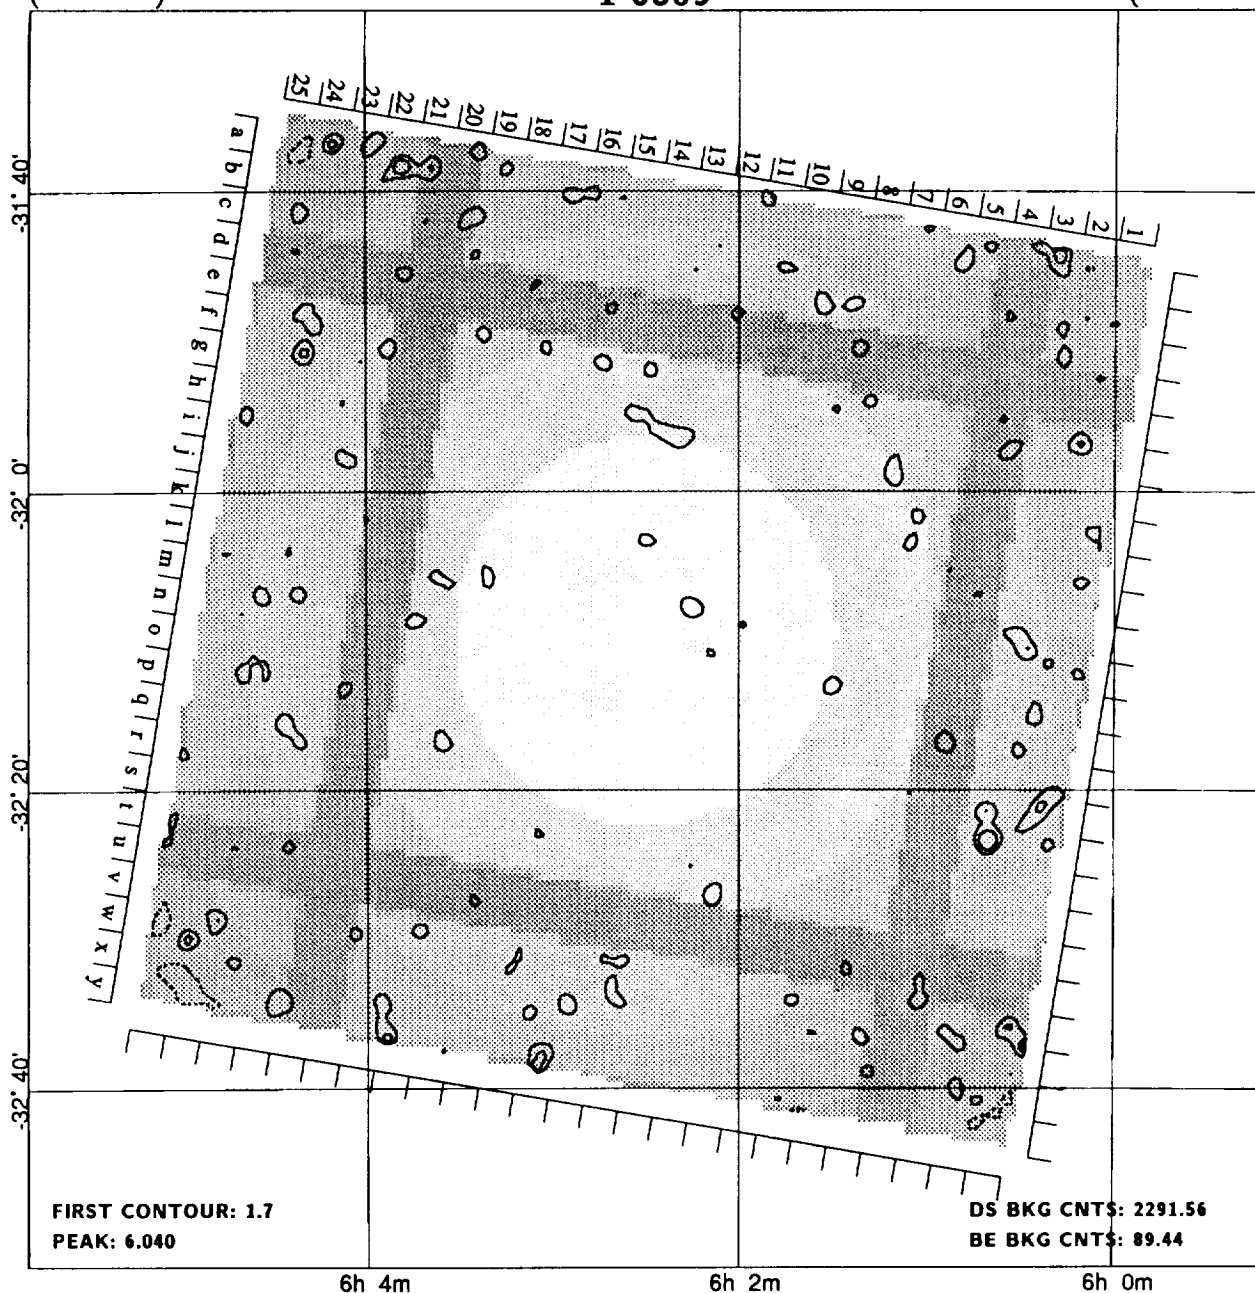 25 24 23 22 21 20 19 18 17 16 15 14 13 12 11 10 9 8 7 6 5 4 3 2 1
a b c d e f g h i j k l m n o p q r s t u v w x y
-31° 40'
-32° 0'
-32° 20'
-32° 40'
FIRST CONTOUR: 1.7
PEAK: 6.040
DS BKG CNTS: 2291.56
BE BKG CNTS: 89.44
6h 4m
6h 2m
6h 0m